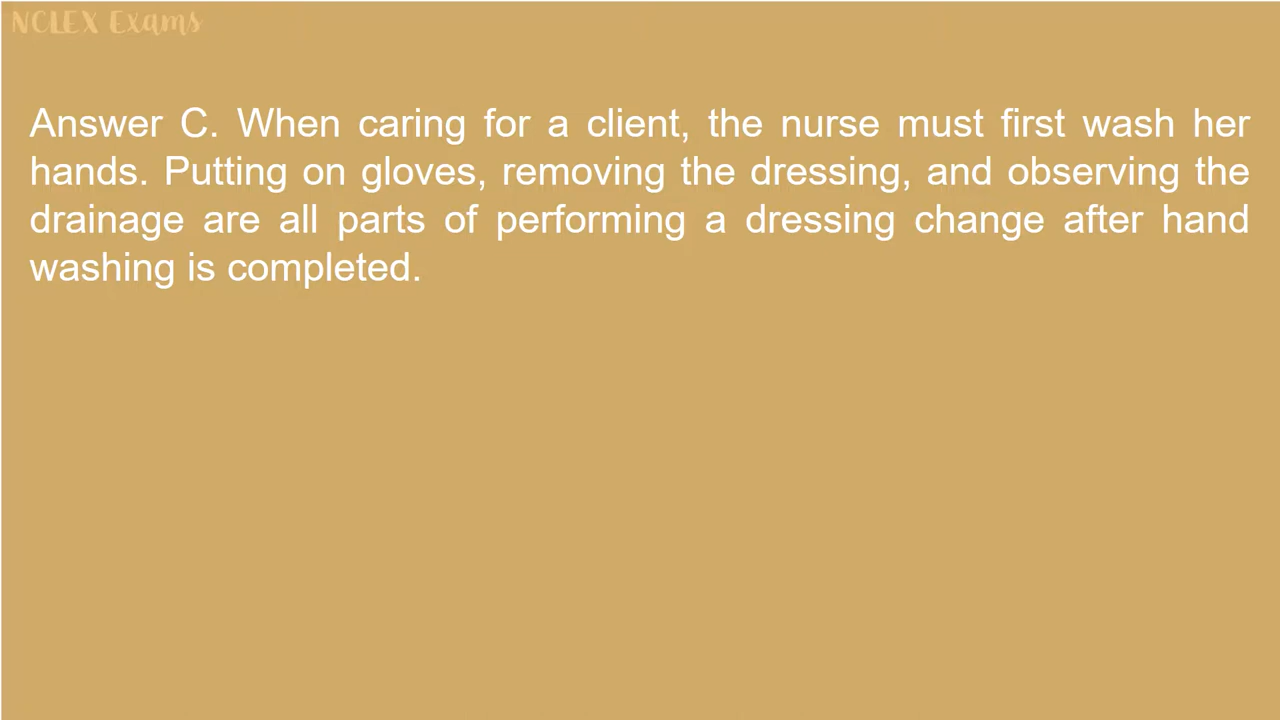 NCLEX Exams
Answer C. When caring for a client, the nurse must first wash her
hands. Putting on gloves, removing the dressing, and observing the
drainage are all parts of performing a dressing change after hand
washing is completed.